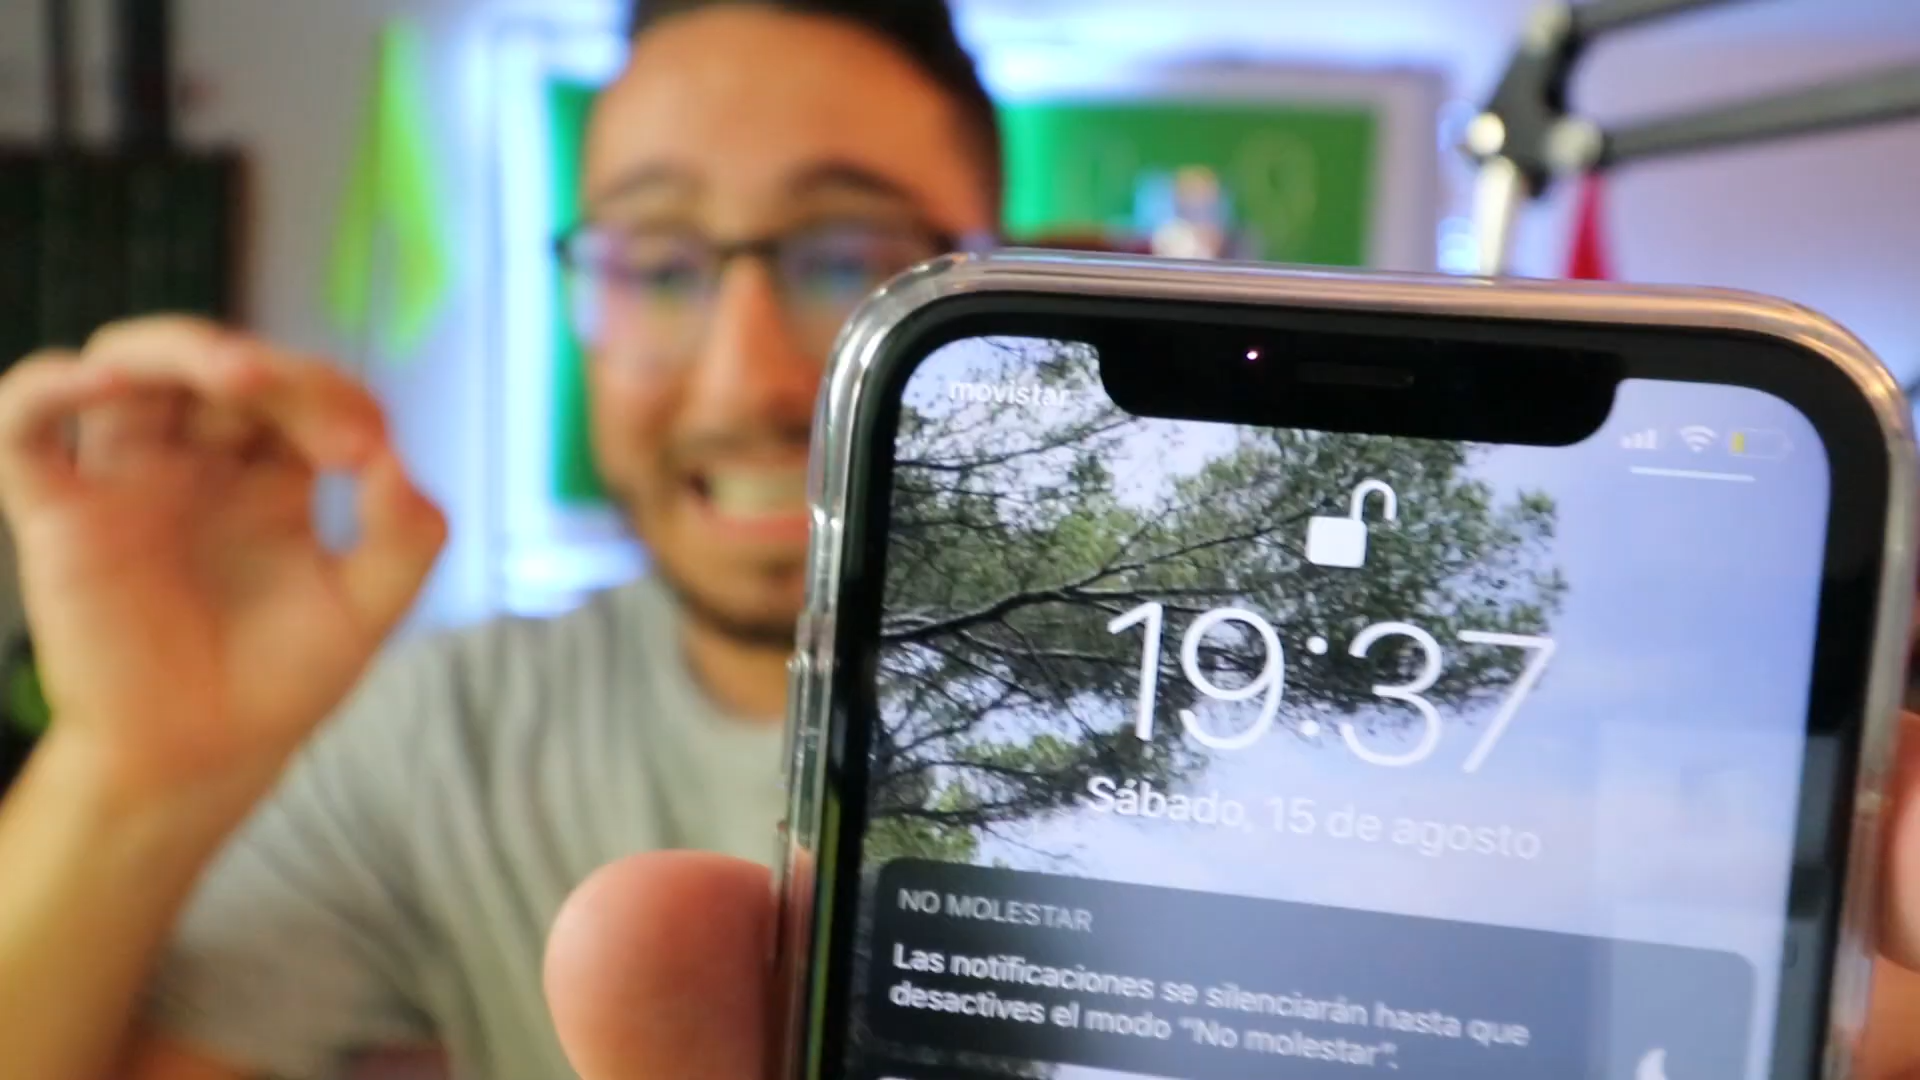 movistar
19:37
Sábado, 15 de agosto
NO MOLESTAR
Las notificaciones se silenciarán hasta que
desactives el modo "No molestar".